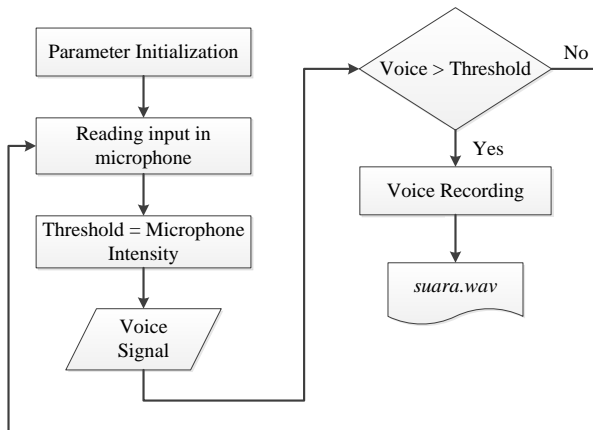 Parameter Initialization
Reading input in
microphone
Threshold = Microphone
Intensity
Voice
Signal
Voice > Threshold
No
Yes
Voice Recording
suara.wav